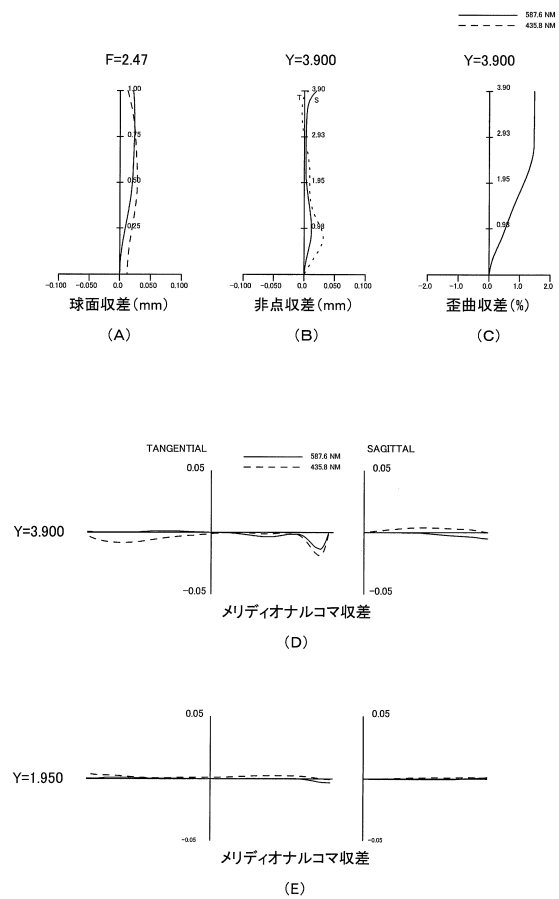 587.6 NM
435.8 NM
F=2.47 Y=3.900 Y=3.900
1.00 3.90 3.90
T S
0.75 2.93 2.93
0.50 1.95 1.95
0.25 0.98 0.98
-0.100 -0.050 0.0 0.050 0.100 -0.100 -0.050 0.0 0.050 0.100 -2.0 -1.0 0.0 1.0 2.0
球面収差(mm) 非点収差(mm) 歪曲収差(%)
(A) (B) (C)
TANGENTIAL 587.6 NM SAGITTAL
0.05 435.8 NM 0.05
Y=3.900
-0.05 -0.05
メリディオナルコマ収差
(D)
0.05 0.05
Y=1.950
-0.05 -0.05
メリディオナルコマ収差
(E)